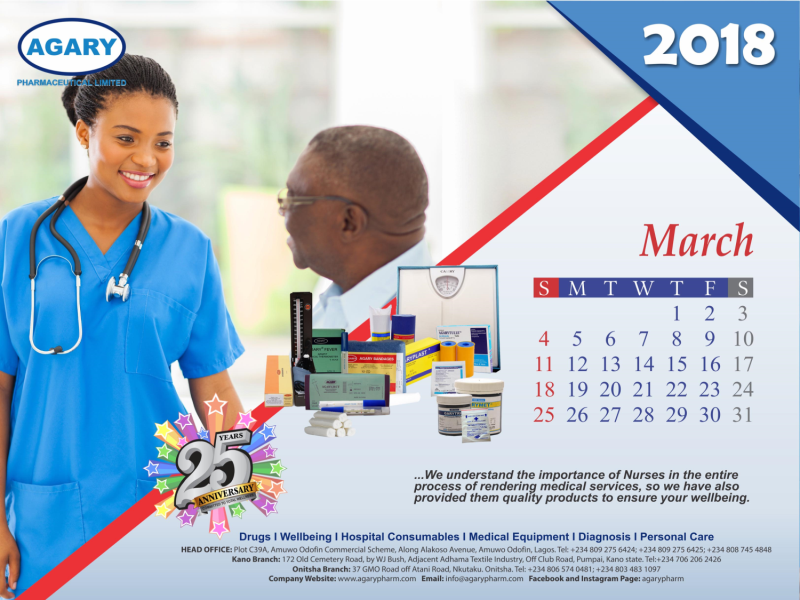 AGARY
PHARMACEUTICAL LIMITED
2018
March
S M T W T F S
1 2 3
4 5 6 7 8 9 10
11 12 13 14 15 16 17
18 19 20 21 22 23 24
25 26 27 28 29 30 31
AGARY BANDAGES
25
YEARS
ANNIVERSARY
...We understand the importance of Nurses in the entire
process of rendering medical services, so we have also
provided them quality products to ensure your wellbeing.
Drugs I Wellbeing I Hospital Consumables I Medical Equipment I Diagnosis I Personal Care
HEAD OFFICE: Plot C39A, Amuwo Odofin Commercial Scheme, Along Alakoso Avenue, Amuwo Odofin, Lagos. Tel: +234 809 275 6424; +234 809 275 6425; +234 808 745 4848
Kano Branch: 172 Old Cemetery Road, by WJ Bush, Adjacent Adhama Textile Industry, Off Club Road, Pumpai, Kano state. Tel:+234 706 206 2426
Onitsha Branch: 37 GMO Road off Atani Road, Nkutaku. Onitsha. Tel: +234 806 574 0481; +234 803 483 1097
Company Website: www.agarypharm.com Email: info@agarypharm.com Facebook and Instagram Page: agarypharm